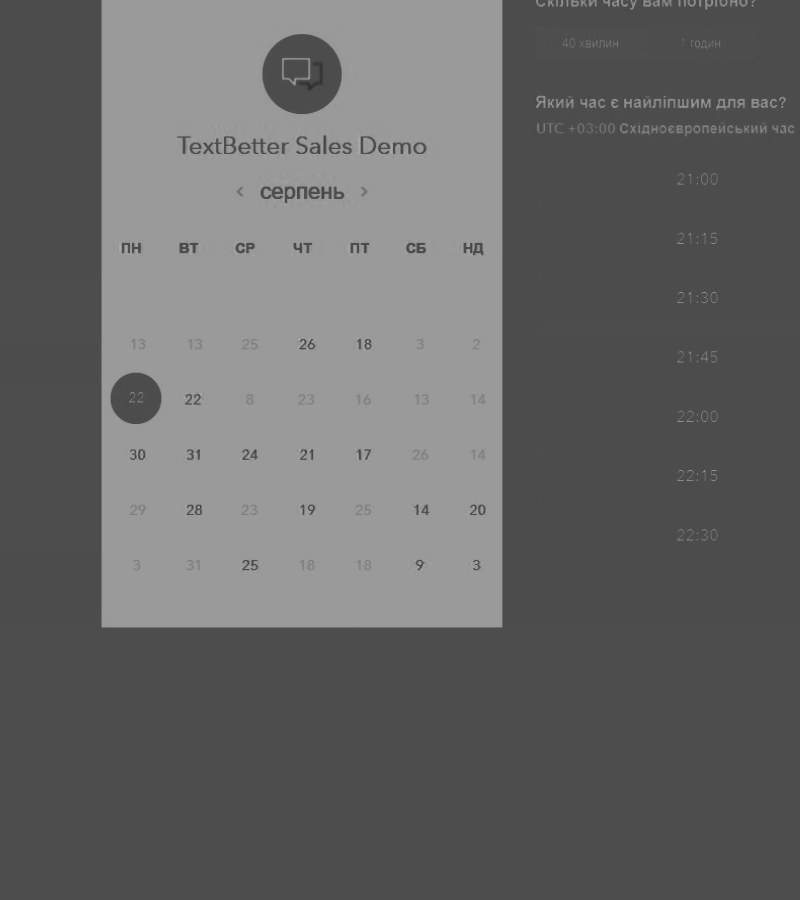 TextBetter Sales Demo
серпень
ПН ВТ СР ЧТ ПТ СБ НД
13 13 25 26 18 3 2
22 22 8 23 16 13 14
30 31 24 21 17 26 14
29 28 23 19 25 14 20
3 31 25 18 18 9 3
Скільки часу вам потрібно?
40 хвилин 1 годин
Який час є найліпшим для вас?
UTC +03:00 Східноєвропейський час
21:00
21:15
21:30
21:45
22:00
22:15
22:30